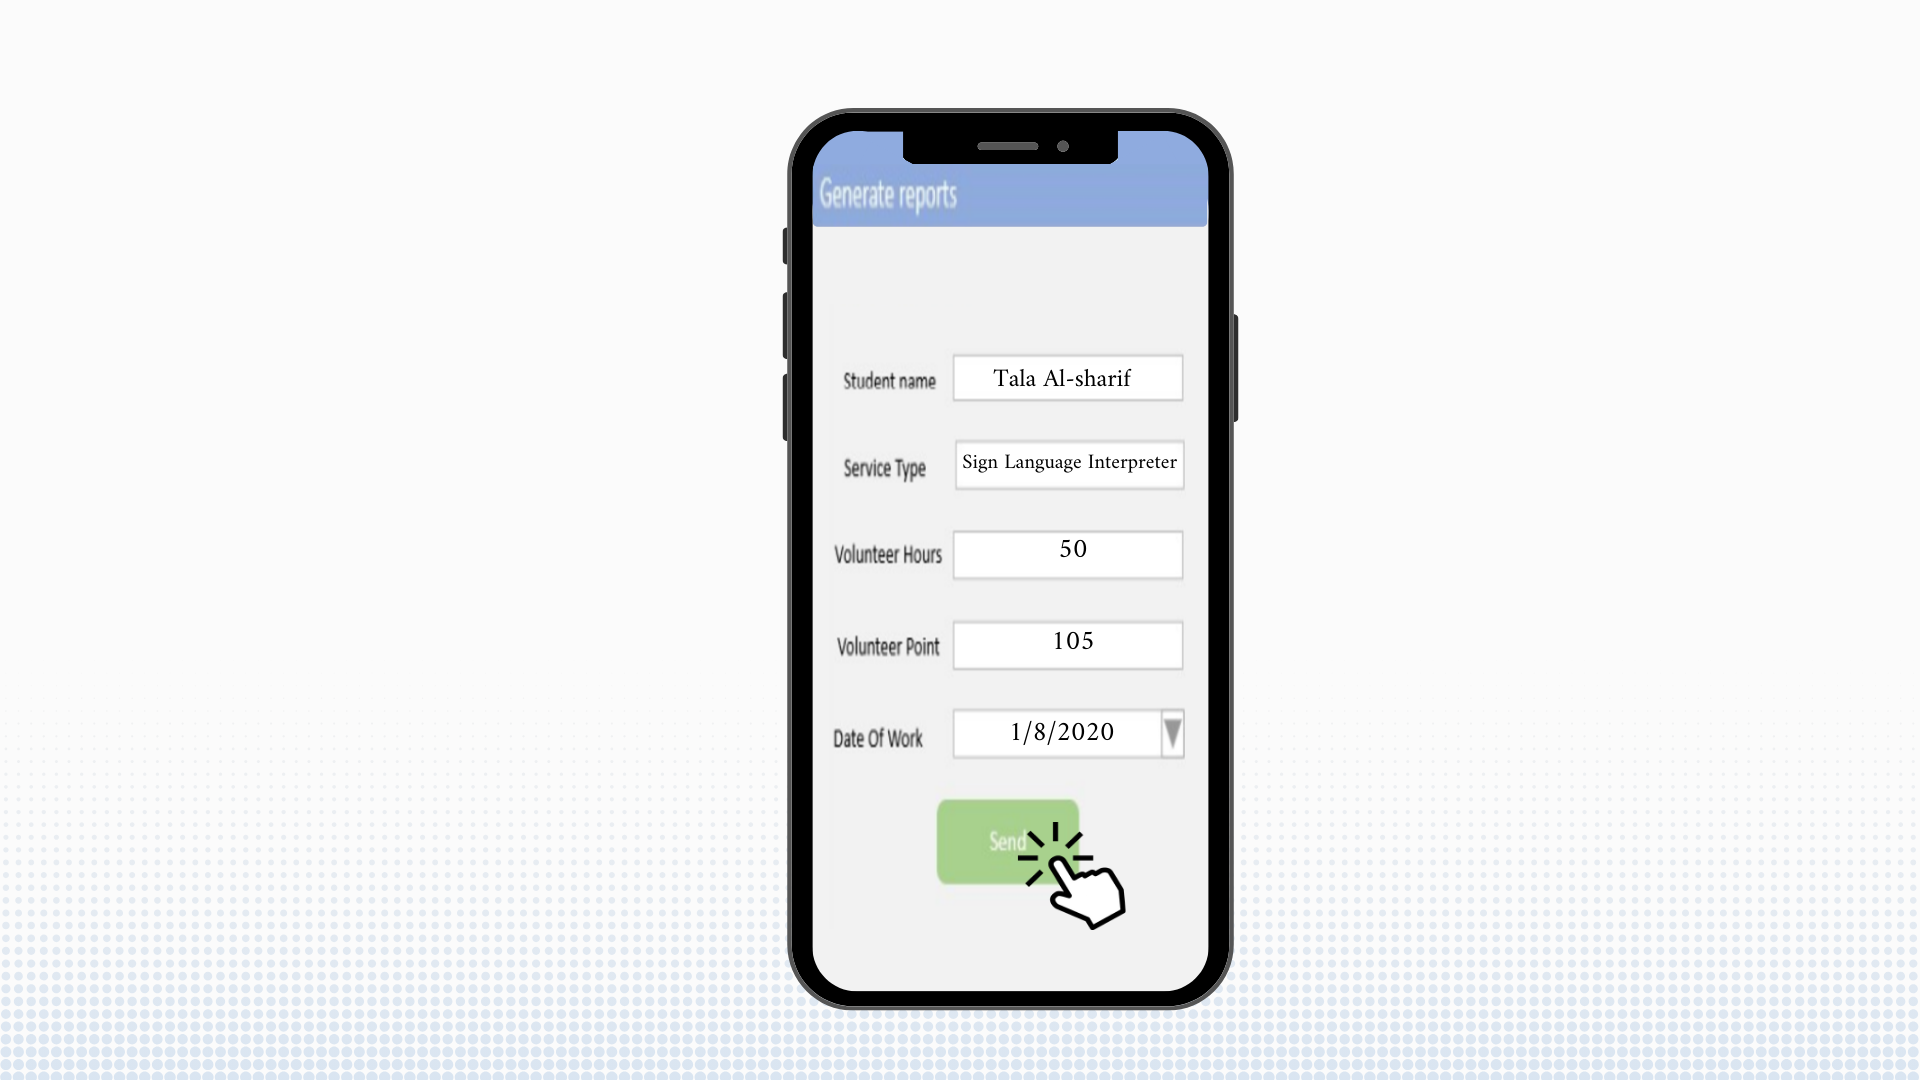 Generate reports
Student name Tala Al-sharif
Service Type Sign Language Interpreter
Volunteer Hours 50
Volunteer Point 105
Date Of Work 1/8/2020
Send